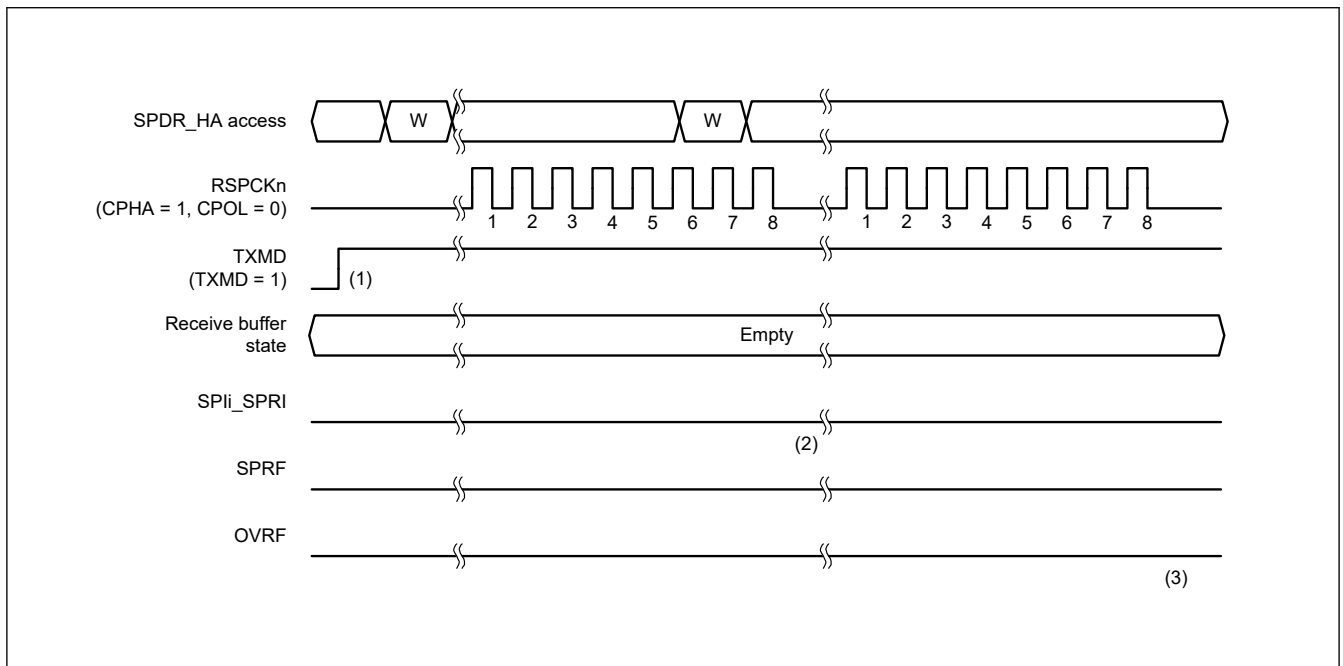 SPDR_HA access
W
W
RSPCKn
(CPHA = 1, CPOL = 0)
1 2 3 4 5 6 7 8 1 2 3 4 5 6 7 8
TXMD
(TXMD = 1)
(1)
Receive buffer
state
Empty
SPIi_SPRI
(2)
SPRF
OVRF
(3)